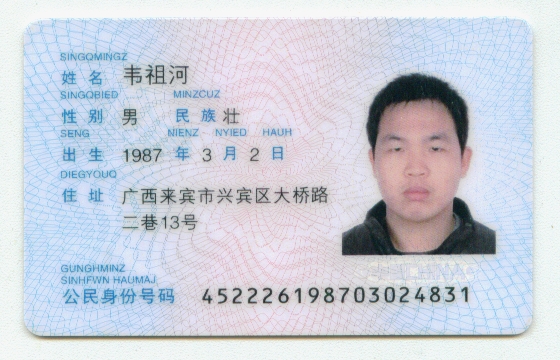 SINGQMINGZ
姓 名 韦祖河
SINGQBIED MINZCUZ
性 别 男 民 族 壮
SENG NIENZ NYIED HAUH
出 生 1987 年 3 月 2 日
DIEGYOUQ
住 址 广西来宾市兴宾区大桥路
二巷13号
GUNGHMINZ
SINHFWN HAUMAJ
公民身份号码 452226198703024831